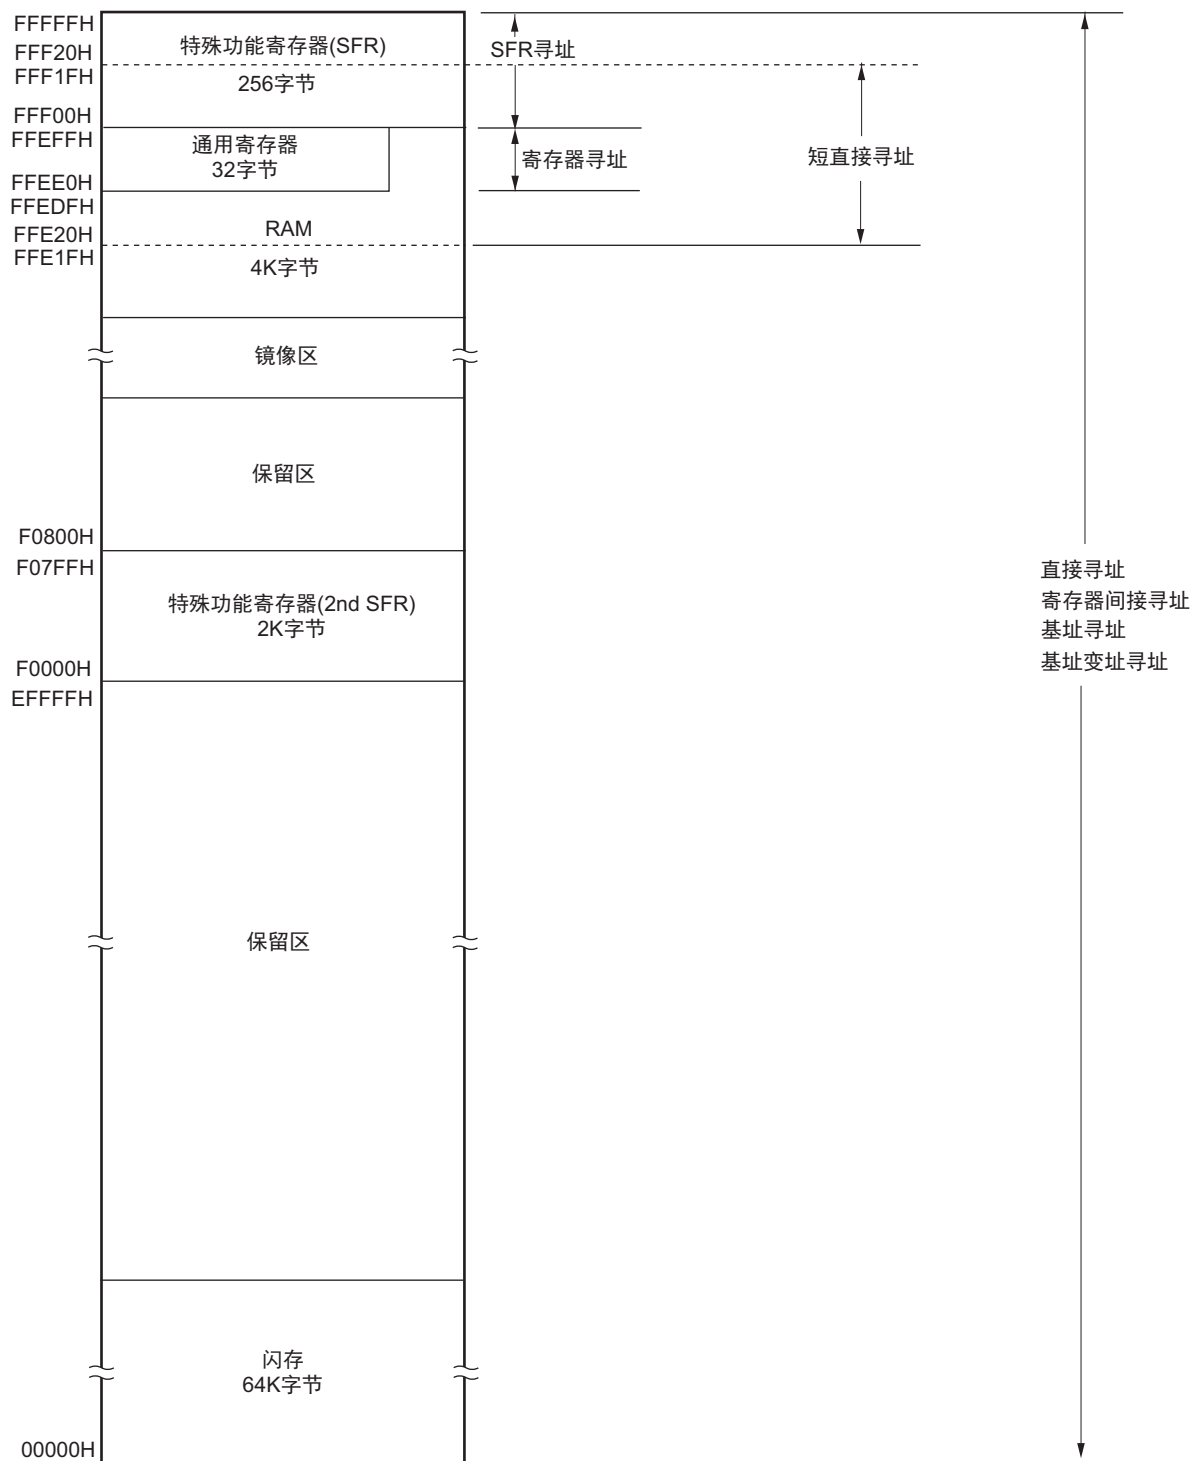 FFFFFH
特殊功能寄存器(SFR)
SFR寻址
FFF20H
FFF1FH
256字节
FFF00H
FFEFFH
通用寄存器
32字节
寄存器寻址
短直接寻址
FFEE0H
FFEDFH
RAM
FFE20H
FFE1FH
4K字节
镜像区
保留区
F0800H
F07FFH
直接寻址
寄存器间接寻址
基址寻址
基址变址寻址
特殊功能寄存器(2nd SFR)
2K字节
F0000H
EFFFFH
保留区
闪存
64K字节
00000H